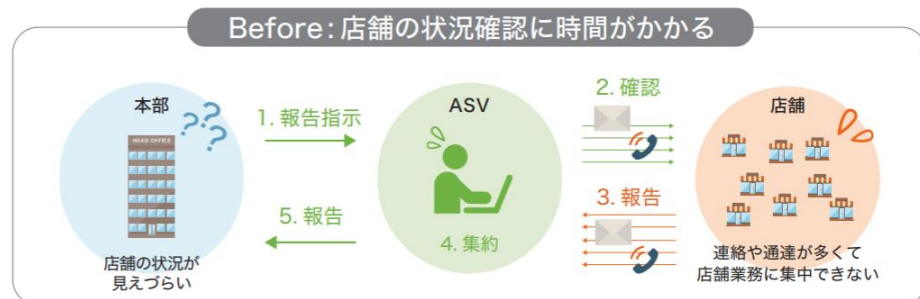 Before：店舗の状況確認に時間がかかる
本部
???
HEAD OFFICE
店舗の状況が
見えづらい
1. 報告指示
5. 報告
ASV
4. 集約
2. 確認
3. 報告
店舗
連絡や通達が多くて
店舗業務に集中できない